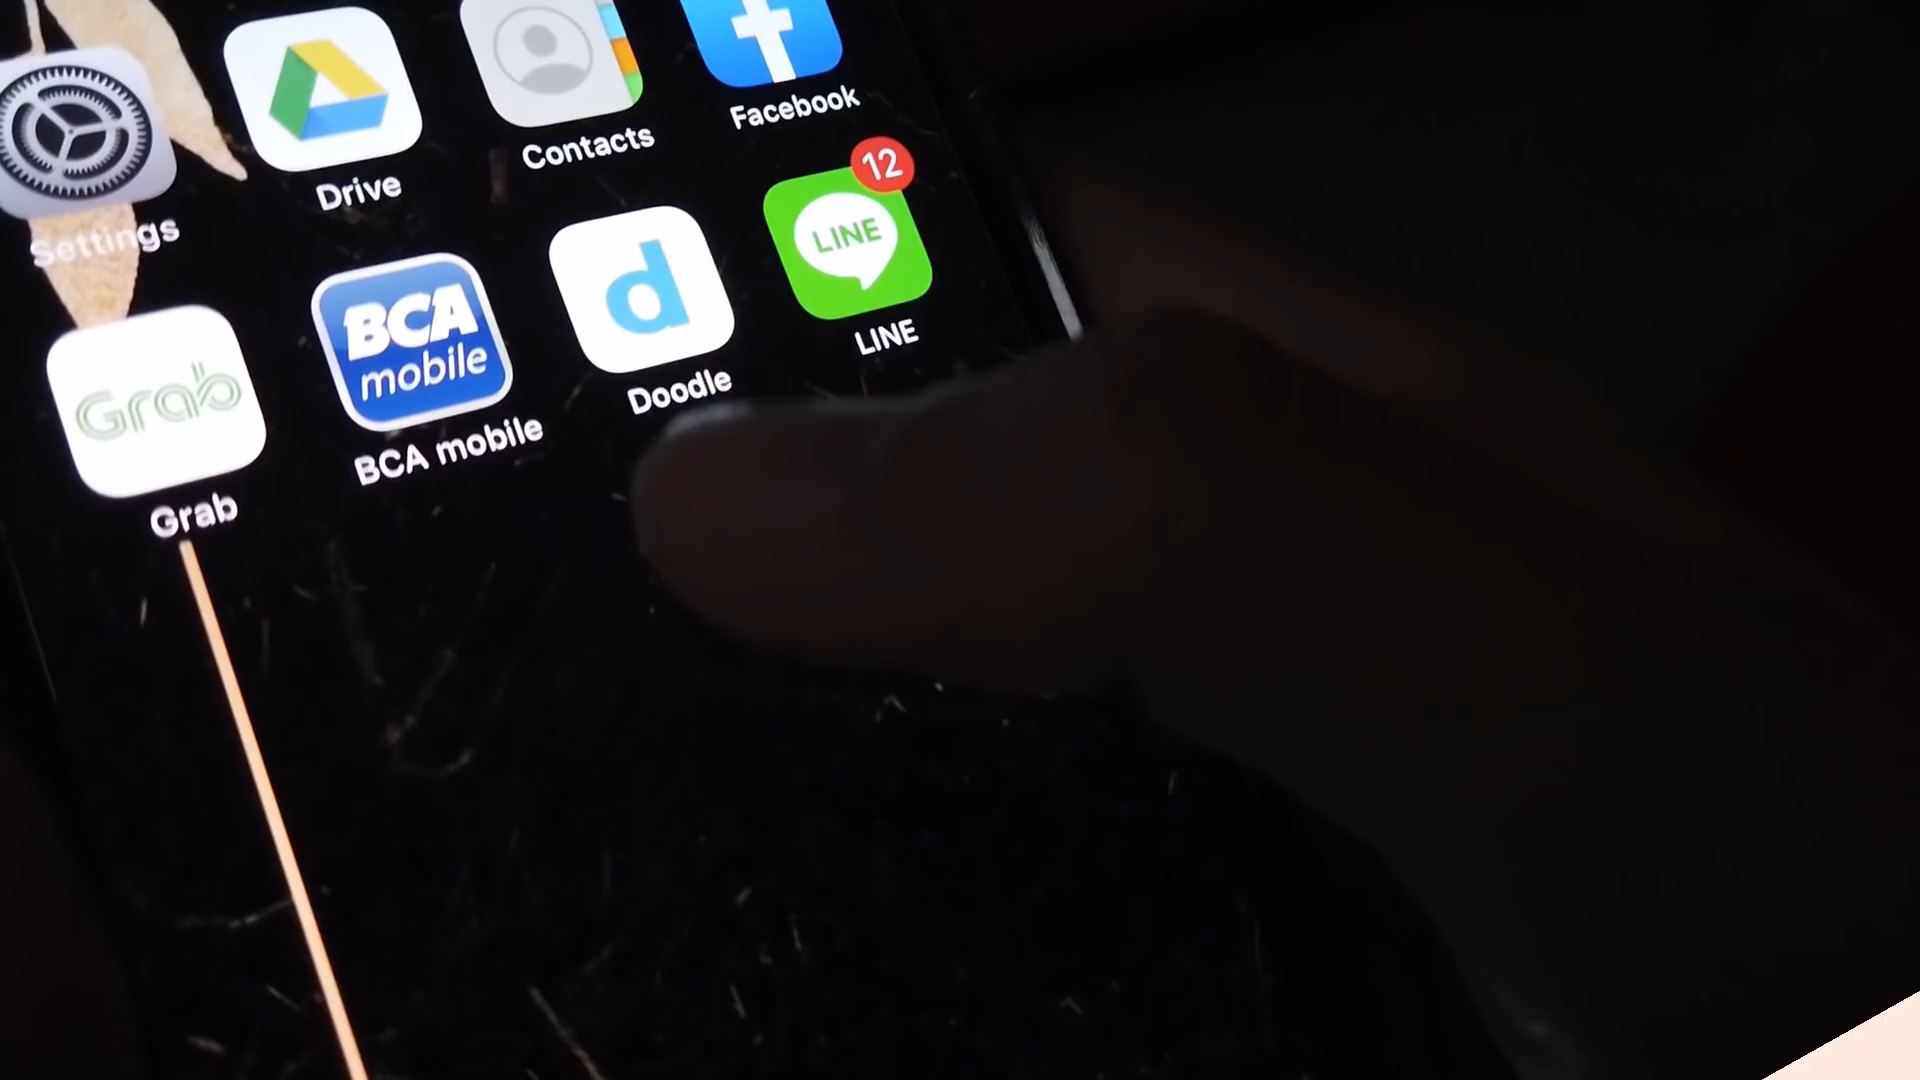 Settings
Drive
Contacts
Facebook
Grab
Grab
BCA
mobile
BCA mobile
d
Doodle
12
LINE
LINE